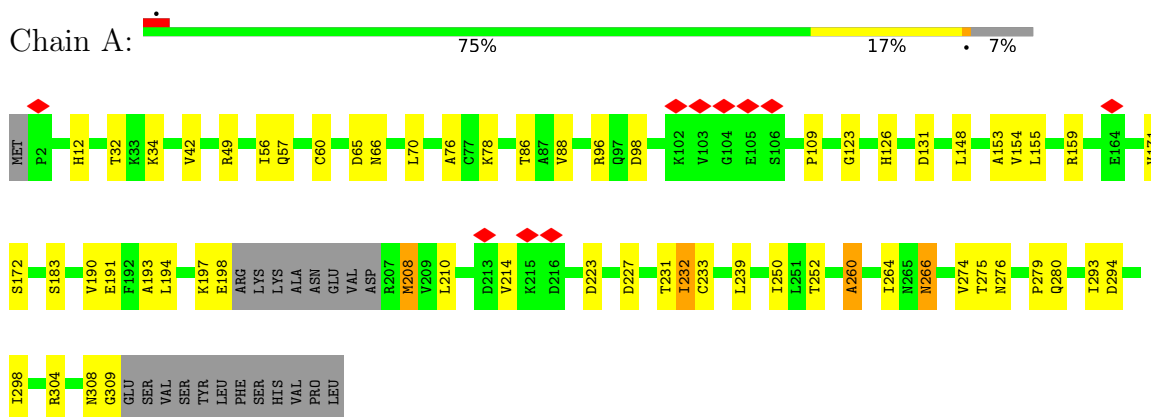 Chain A:
75% 17% • 7%
MET P2 H12 T32 K33 K34 V42 R49 I56 Q57 C60 D65 N66 L70 A76 C77 K78 T86 A87 V88 R96 Q97 D98 K102 V103 G104 E105 S106 P109 G123 H126 D131 L148 A153 V154 L155 R159 E164 V171
S172 S183 V190 E191 F192 A193 L194 K197 E198 ARG LYS LYS ALA ASN GLU VAL ASP R207 M208 V209 L210 D213 V214 K215 D216 D223 D227 T231 I232 C233 L239 I250 L251 T252 A260 I264 N265 N266 V274 T275 N276 P279 Q280 I293 D294
I298 R304 N308 G309 GLU SER VAL SER TYR LEU PHE SER HIS VAL PRO LEU